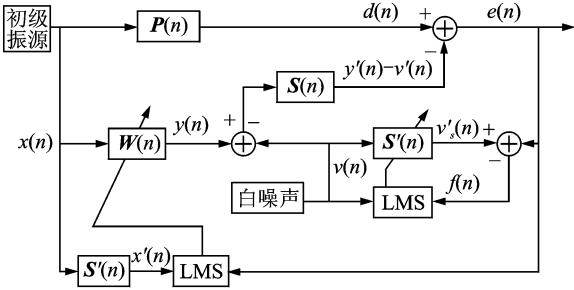 初级
振源
P(n)
d(n)
+
e(n)
−
S(n)
y′(n)−v′(n)
+
−
x(n)
W(n)
y(n)
S′(n)
v′ₛ(n)
+
−
v(n)
f(n)
白噪声
LMS
S′(n)
x′(n)
LMS